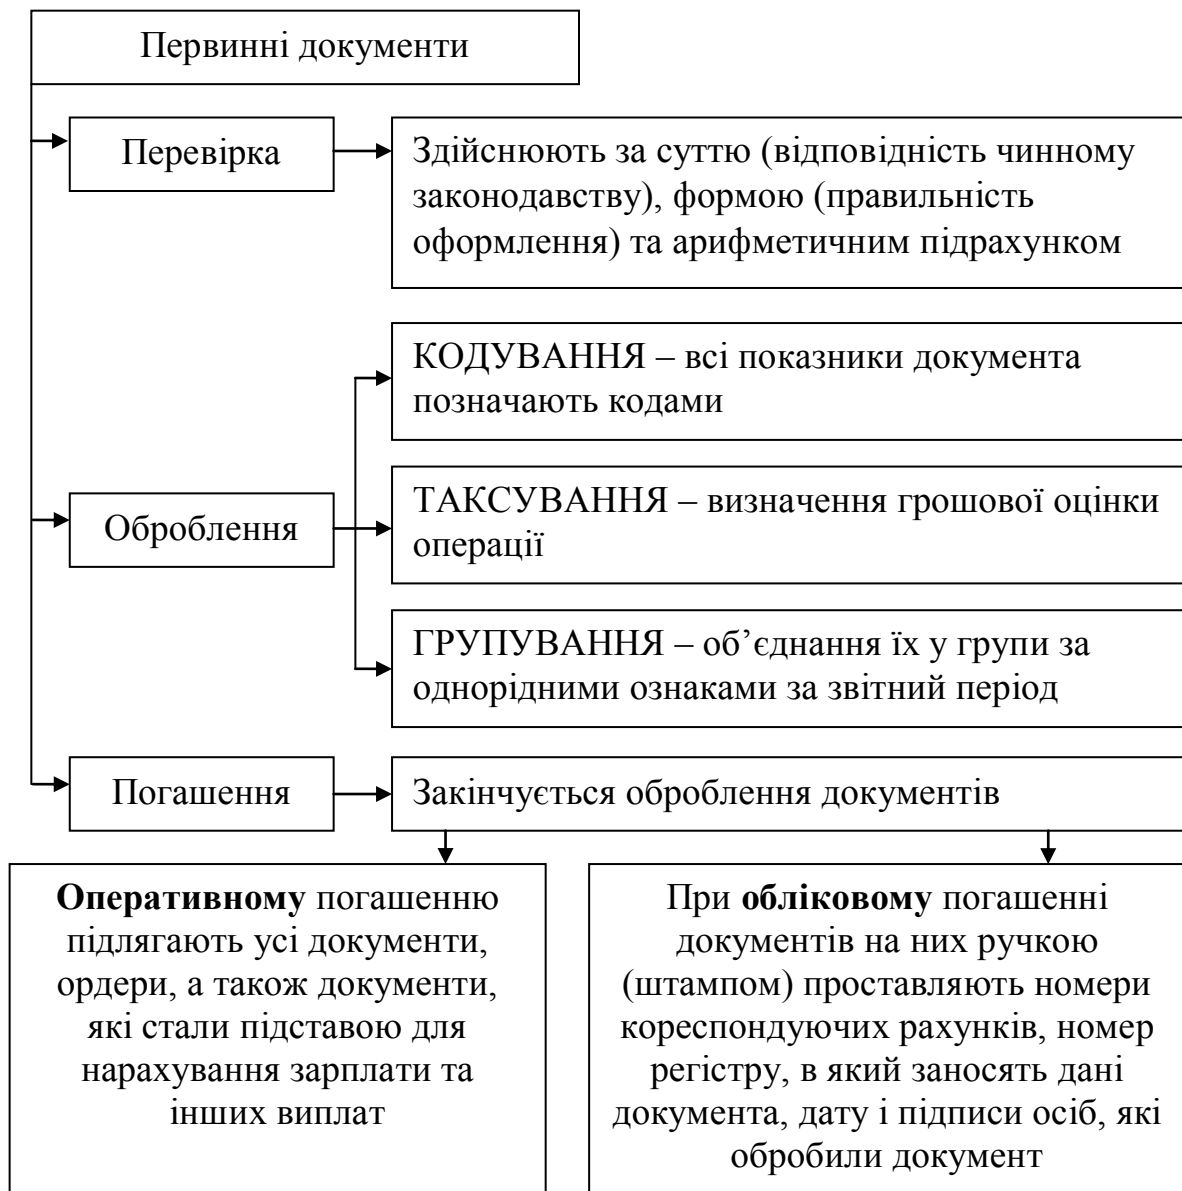 Первинні документи
Перевірка
Здійснюють за суттю (відповідність чинному
законодавству), формою (правильність
оформлення) та арифметичним підрахунком
Оброблення
КОДУВАННЯ – всі показники документа
позначають кодами
ТАКСУВАННЯ – визначення грошової оцінки
операції
ГРУПУВАННЯ – об’єднання їх у групи за
однорідними ознаками за звітний період
Погашення
Закінчується оброблення документів
Оперативному погашенню
підлягають усі документи,
ордери, а також документи,
які стали підставою для
нарахування зарплати та
інших виплат
При обліковому погашенні
документів на них ручкою
(штампом) проставляють номери
кореспондуючих рахунків, номер
регістру, в який заносять дані
документа, дату і підписи осіб, які
обробили документ